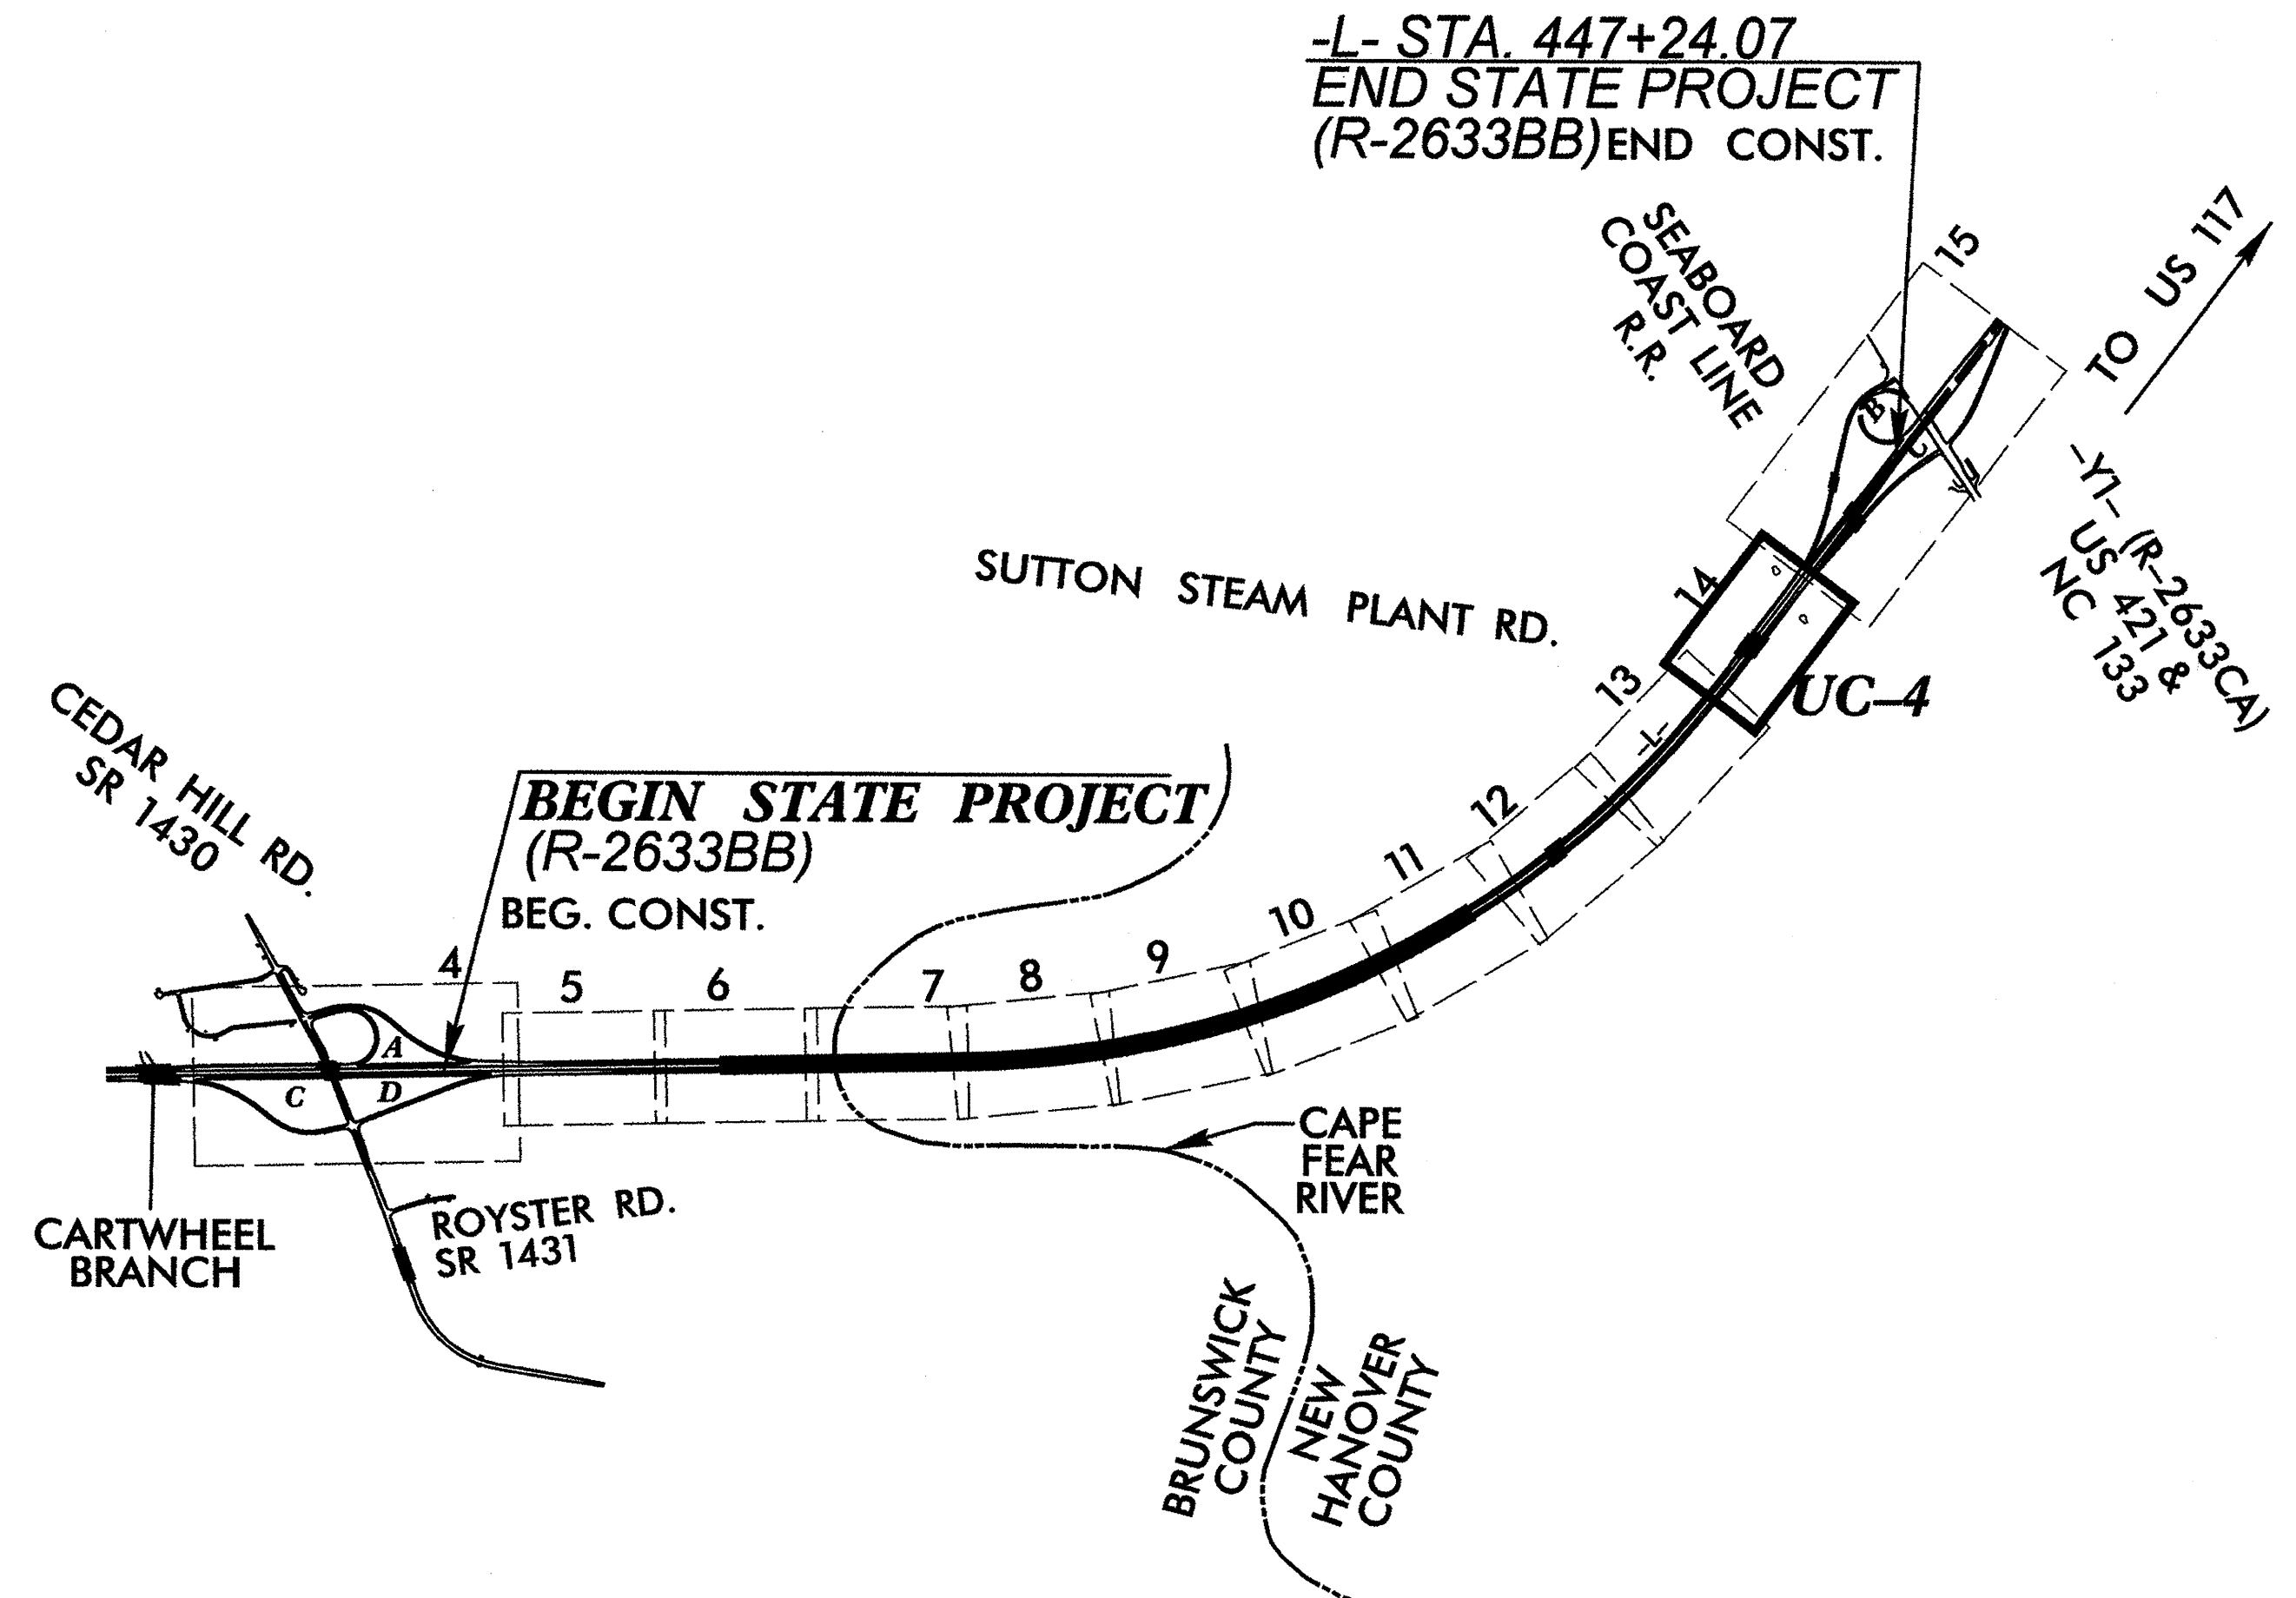 -L- STA. 447+24.07
END STATE PROJECT
(R-2633BB) END CONST.
SEABOARD
COAST LINE
R.R.
15
TO US 117
B
C
-Y1- (R-2633CA)
US 421 &
NC 133
SUTTON STEAM PLANT RD.
14
UC-4
13
-L-
12
11
10
9
8
7
6
5
4
CEDAR HILL RD.
SR 1430
BEGIN STATE PROJECT
(R-2633BB)
BEG. CONST.
A
C
D
CAPE
FEAR
RIVER
CARTWHEEL
BRANCH
ROYSTER RD.
SR 1431
BRUNSWICK
COUNTY
NEW
HANOVER
COUNTY